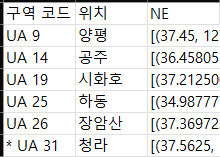 구역 코드 위치 NE
UA 9 양평 [(37.45, 12
UA 14 공주 [(36.45805
UA 19 시화호 [(37.21250
UA 25 하동 [(34.98777
UA 26 장암산 [(37.36972
* UA 31 청라 [(37.5625,